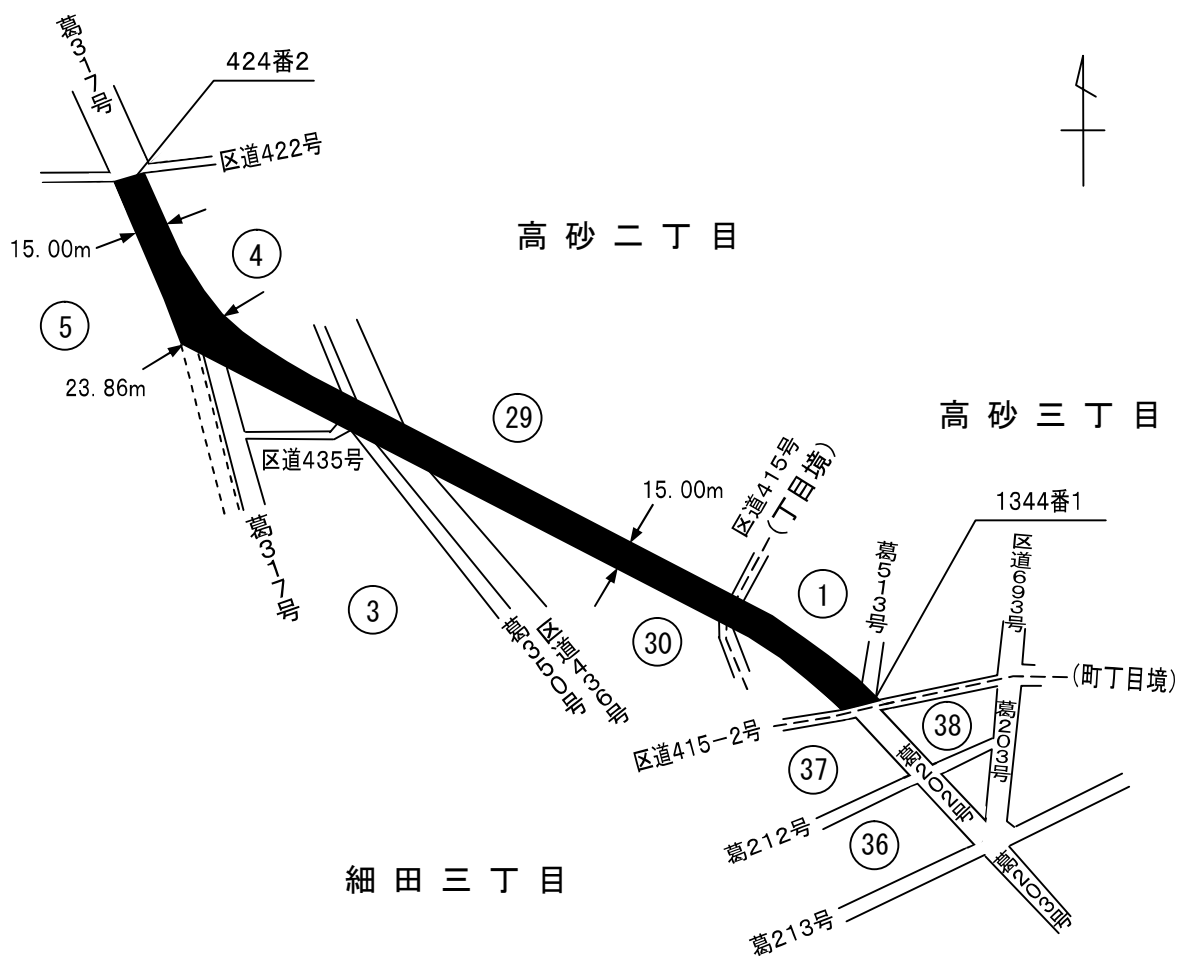 葛317号
424番2
区道422号
高砂二丁目
15.00m
4
5
23.86m
29
高砂三丁目
区道435号
15.00m
区道415号
(丁目境)
1344番1
葛317号
葛513号
区道693号
3
1
30
葛350号
区道436号
(町丁目境)
区道415-2号
38
葛203号
37
葛202号
葛212号
36
細田三丁目
葛203号
葛213号